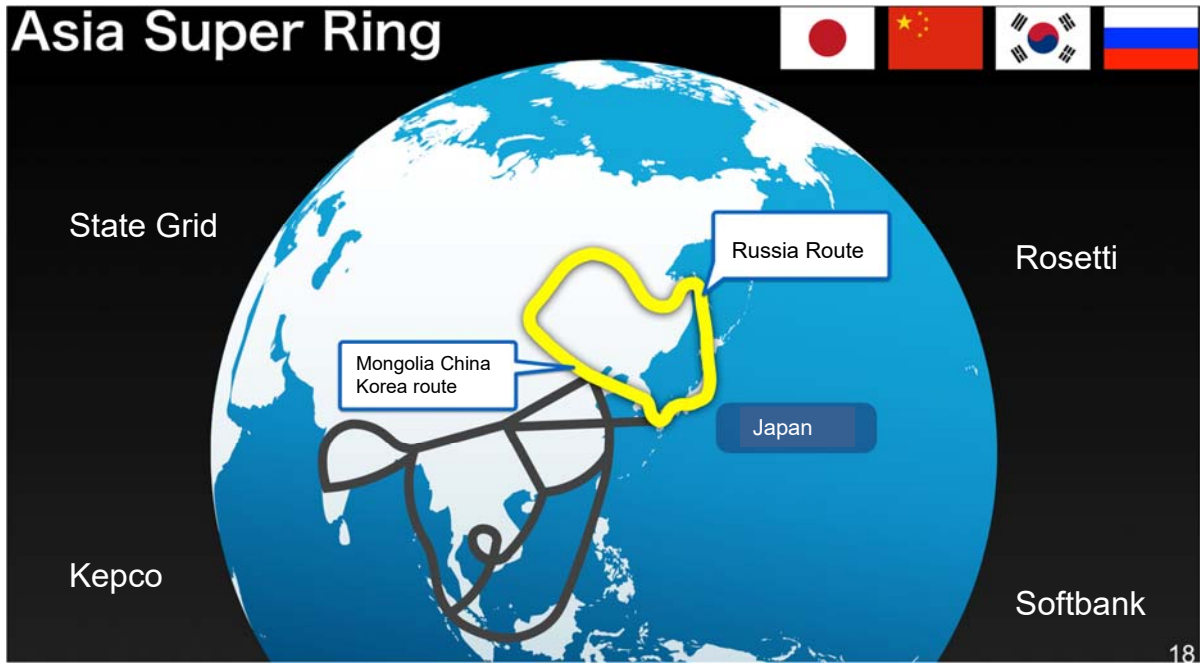 Asia Super Ring
State Grid
Russia Route
Rosetti
Mongolia China
Korea route
Japan
Kepco
Softbank
18